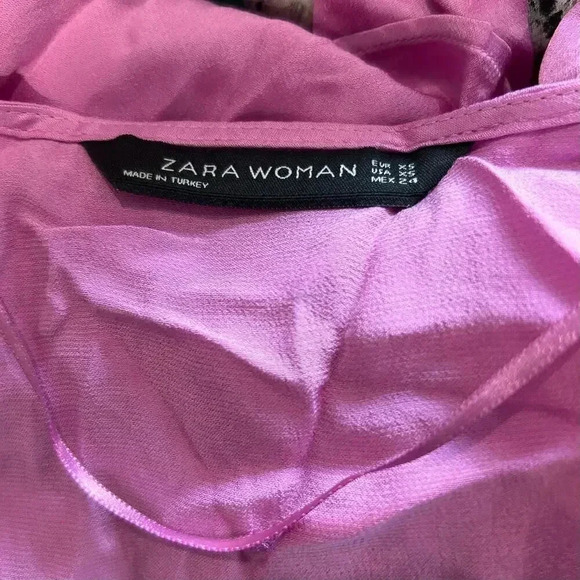 ZARA WOMAN
MADE IN TURKEY
EUR XS
USA XS
MEX 24